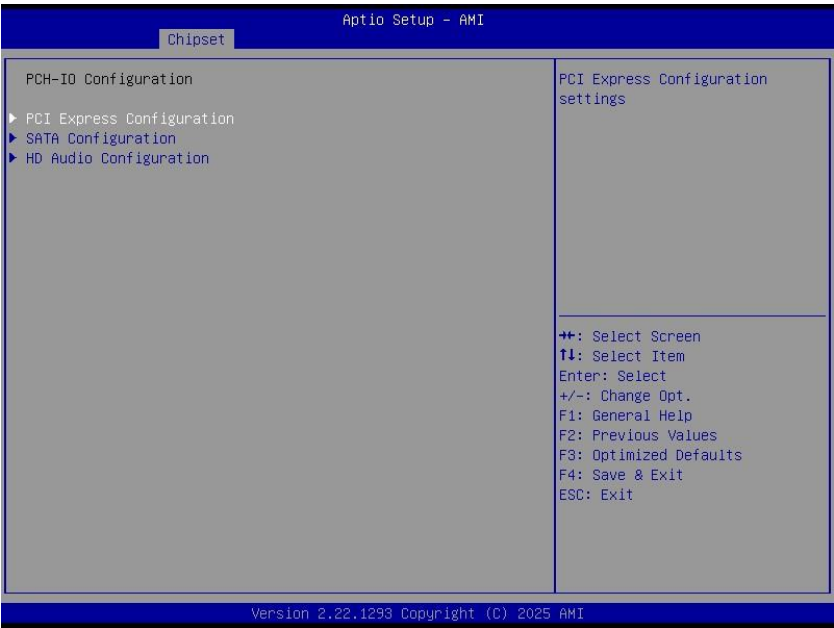 Aptio Setup - AMI
Chipset
PCH-IO Configuration
PCI Express Configuration
SATA Configuration
HD Audio Configuration
PCI Express Configuration
settings
→←: Select Screen
↑↓: Select Item
Enter: Select
+/-: Change Opt.
F1: General Help
F2: Previous Values
F3: Optimized Defaults
F4: Save & Exit
ESC: Exit
Version 2.22.1293 Copyright (C) 2025 AMI